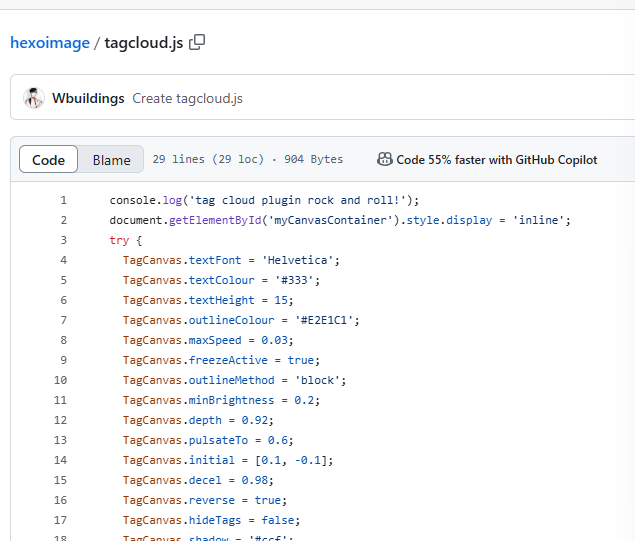 hexoimage / tagcloud.js
Wbuildings Create tagcloud.js
Code Blame 29 lines (29 loc) · 904 Bytes Code 55% faster with GitHub Copilot
1 console.log('tag cloud plugin rock and roll!');
2 document.getElementById('myCanvasContainer').style.display = 'inline';
3 try {
4 TagCanvas.textFont = 'Helvetica';
5 TagCanvas.textColour = '#333';
6 TagCanvas.textHeight = 15;
7 TagCanvas.outlineColour = '#E2E1C1';
8 TagCanvas.maxSpeed = 0.03;
9 TagCanvas.freezeActive = true;
10 TagCanvas.outlineMethod = 'block';
11 TagCanvas.minBrightness = 0.2;
12 TagCanvas.depth = 0.92;
13 TagCanvas.pulsateTo = 0.6;
14 TagCanvas.initial = [0.1, -0.1];
15 TagCanvas.decel = 0.98;
16 TagCanvas.reverse = true;
17 TagCanvas.hideTags = false;
18 TagCanvas.shadow = '#ccf';